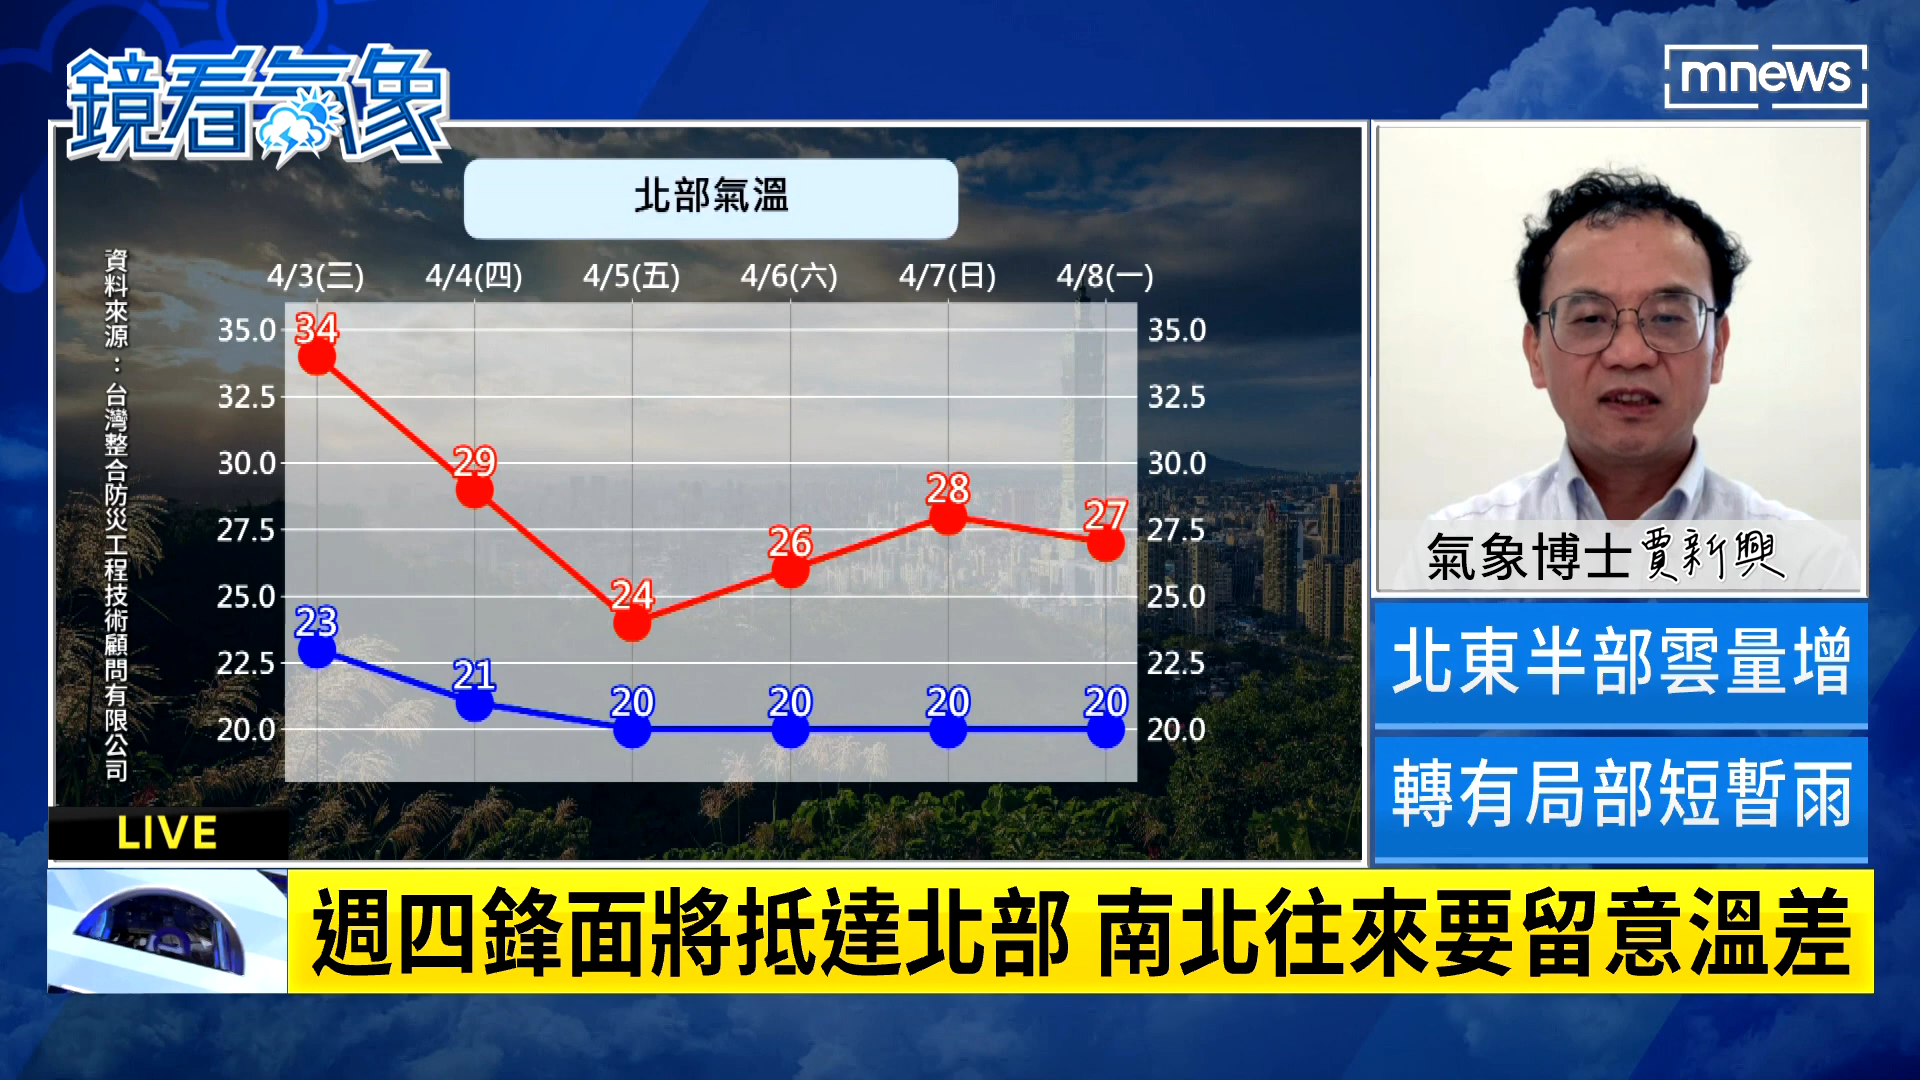 鏡看氣象
mnews
北部氣溫
資料來源：台灣整合防災工程技術顧問有限公司
4/3(三) 4/4(四) 4/5(五) 4/6(六) 4/7(日) 4/8(一)
35.0 35.0
32.5 32.5
30.0 30.0
27.5 27.5
25.0 25.0
22.5 22.5
20.0 20.0
34 29 24 26 28 27
23 21 20 20 20 20
氣象博士賈新興
北東半部雲量增
轉有局部短暫雨
LIVE
週四鋒面將抵達北部 南北往來要留意溫差